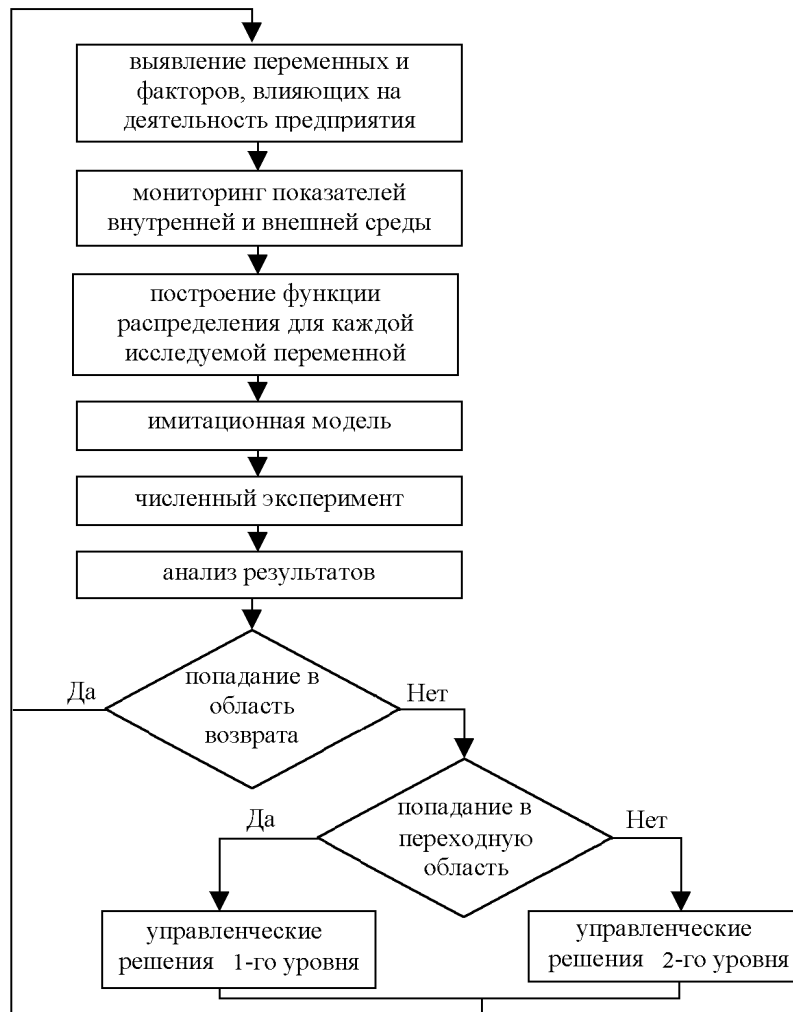 выявление переменных и
факторов, влияющих на
деятельность предприятия
мониторинг показателей
внутренней и внешней среды
построение функции
распределения для каждой
исследуемой переменной
имитационная модель
численный эксперимент
анализ результатов
попадание в
область
возврата
Да
Нет
попадание в
переходную
область
Да
Нет
управленческие
решения 1-го уровня
управленческие
решения 2-го уровня